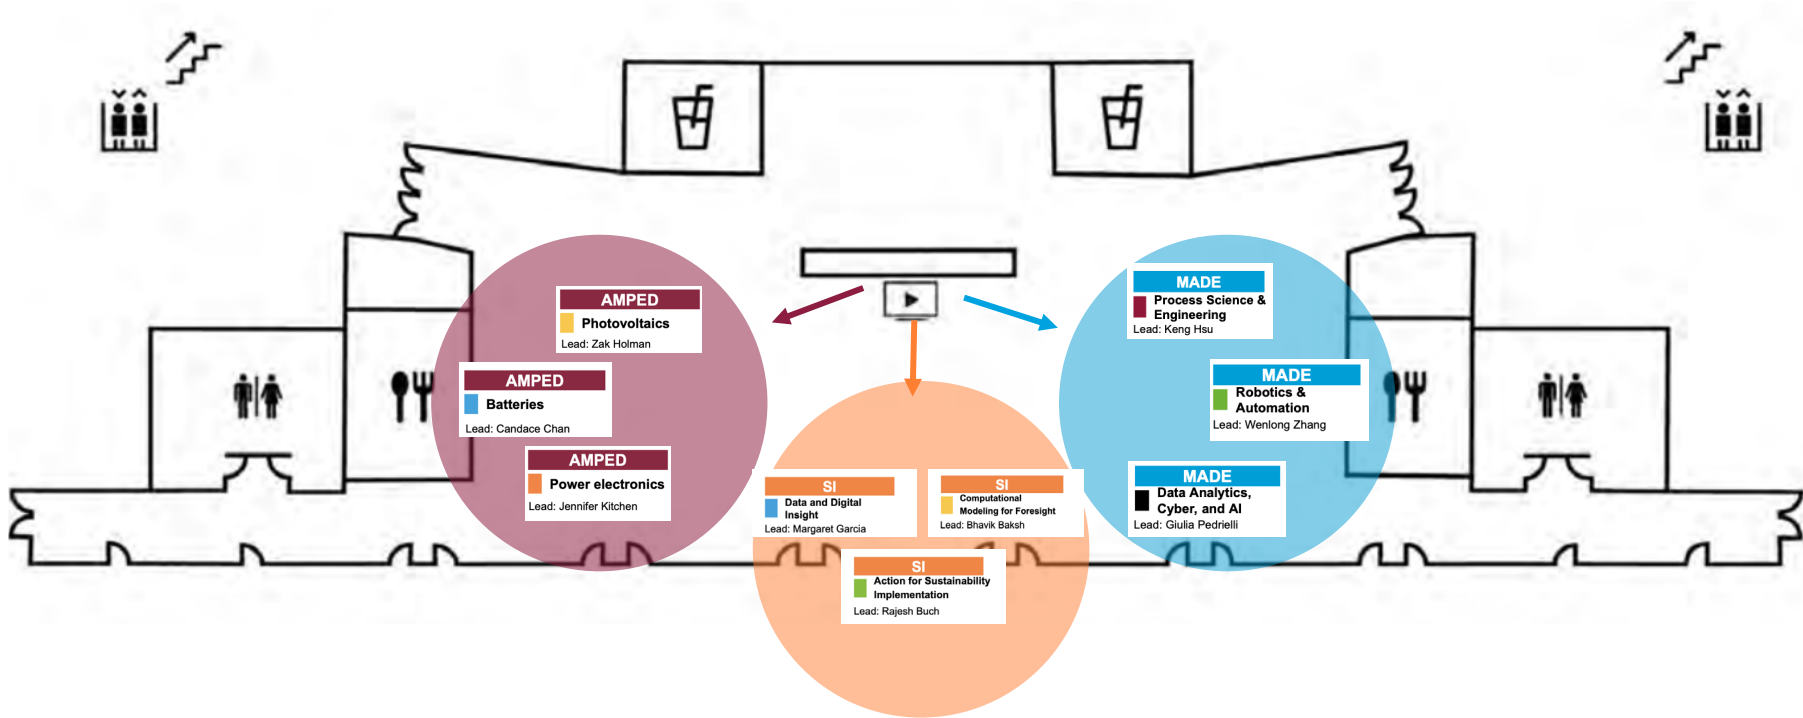 AMPED
Photovoltaics
Lead: Zak Holman
AMPED
Batteries
Lead: Candace Chan
AMPED
Power electronics
Lead: Jennifer Kitchen
SI
Data and Digital
Insight
Lead: Margaret Garcia
SI
Computational
Modeling for Foresight
Lead: Bhavik Baksh
SI
Action for Sustainability
Implementation
Lead: Rajesh Buch
MADE
Process Science &
Engineering
Lead: Keng Hsu
MADE
Robotics &
Automation
Lead: Wenlong Zhang
MADE
Data Analytics,
Cyber, and AI
Lead: Giulia Pedrielli